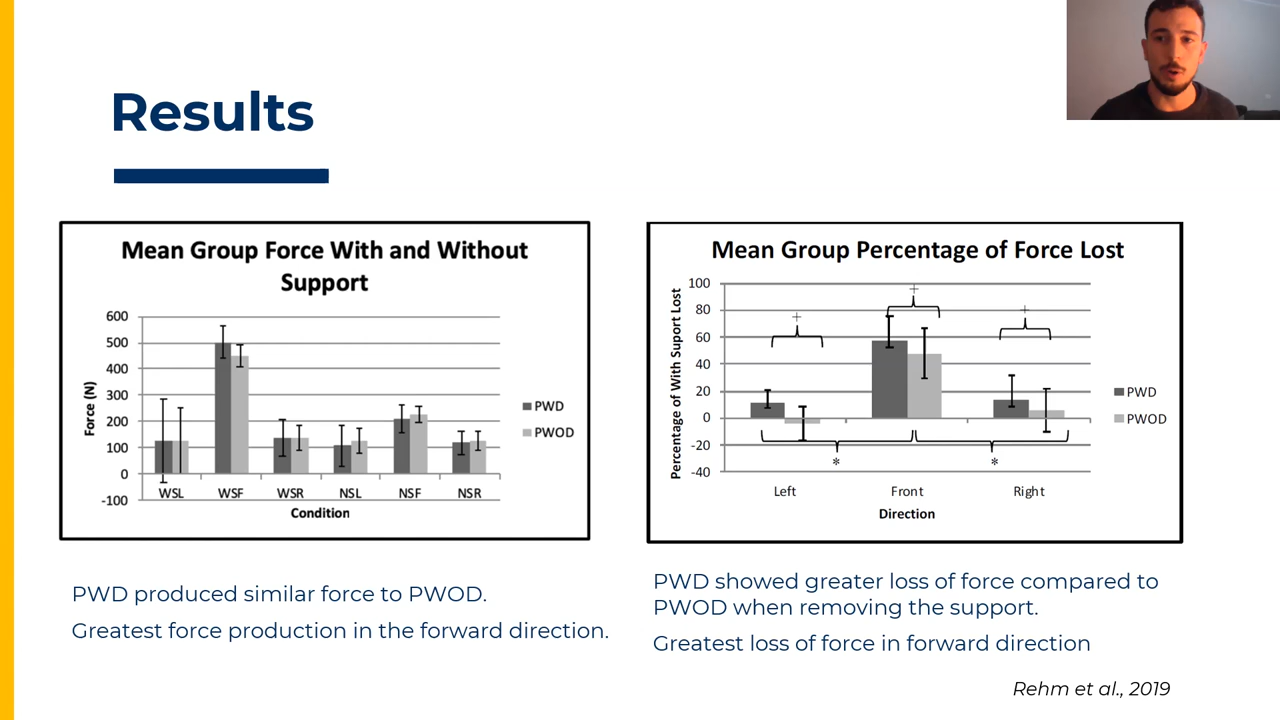 Results
Mean Group Force With and Without
Support
600
500
400
300
200
100
0
-100
Force (N)
WSL WSF WSR NSL NSF NSR
Condition
PWD
PWOD
Mean Group Percentage of Force Lost
100
80
60
40
20
0
-20
-40
Percentage of With Suport Lost
+ + +
* *
Left Front Right
Direction
PWD
PWOD
PWD produced similar force to PWOD.
Greatest force production in the forward direction.
PWD showed greater loss of force compared to
PWOD when removing the support.
Greatest loss of force in forward direction
Rehm et al., 2019